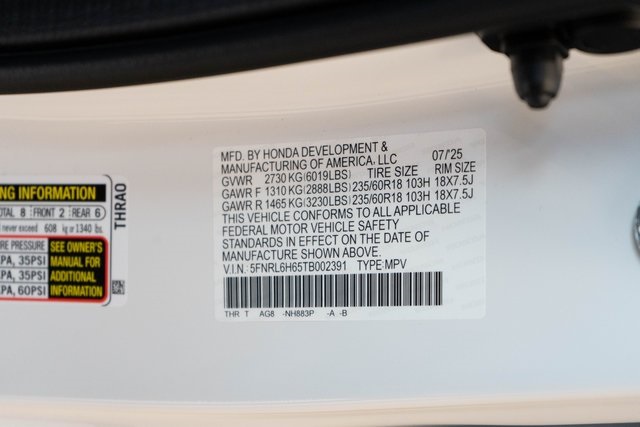 NG INFORMATION
TAL 8 FRONT 2 REAR 6
never exceed 608 kg or 1340 lbs.
RE PRESSURE
PA, 35PSI
PA, 35PSI
PA, 60PSI
SEE OWNER'S
MANUAL FOR
ADDITIONAL
INFORMATION
THRAO
MFD. BY HONDA DEVELOPMENT &
MANUFACTURING OF AMERICA, LLC 07/'25
GVWR 2730 KG(6019LBS) TIRE SIZE RIM SIZE
GAWR F 1310 KG(2888LBS) 235/60R18 103H 18X7.5J
GAWR R 1465 KG(3230LBS) 235/60R18 103H 18X7.5J
THIS VEHICLE CONFORMS TO ALL APPLICABLE
FEDERAL MOTOR VEHICLE SAFETY
STANDARDS IN EFFECT ON THE DATE OF
MANUFACTURE SHOWN ABOVE.
V.I.N.: 5FNRL6H65TB002391 TYPE:MPV
THR T AG8 -NH883P -A -B